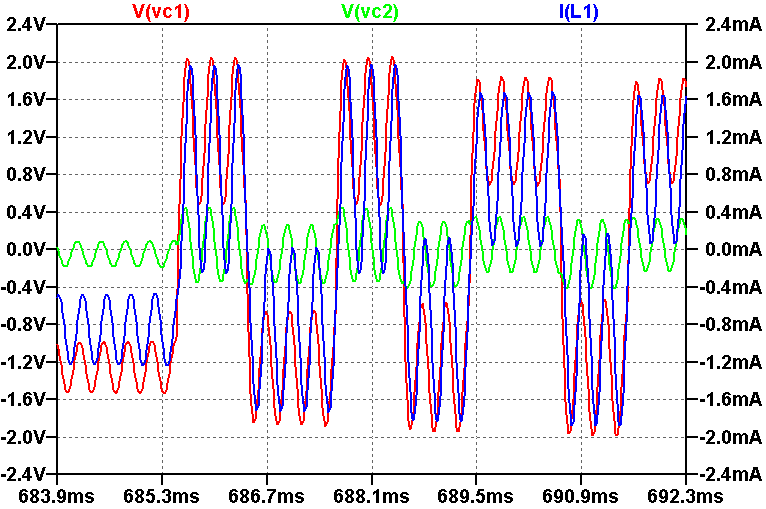 V(vc1) V(vc2) I(L1)
2.4V 2.4mA
2.0V 2.0mA
1.6V 1.6mA
1.2V 1.2mA
0.8V 0.8mA
0.4V 0.4mA
0.0V 0.0mA
-0.4V -0.4mA
-0.8V -0.8mA
-1.2V -1.2mA
-1.6V -1.6mA
-2.0V -2.0mA
-2.4V -2.4mA
683.9ms 685.3ms 686.7ms 688.1ms 689.5ms 690.9ms 692.3ms